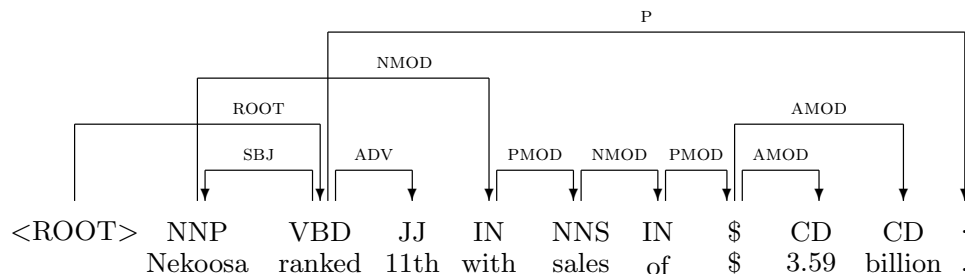 P
NMOD
ROOT AMOD
SBJ ADV PMOD NMOD PMOD AMOD
<ROOT> NNP VBD JJ IN NNS IN $ CD CD .
Nekoosa ranked 11th with sales of $ 3.59 billion .